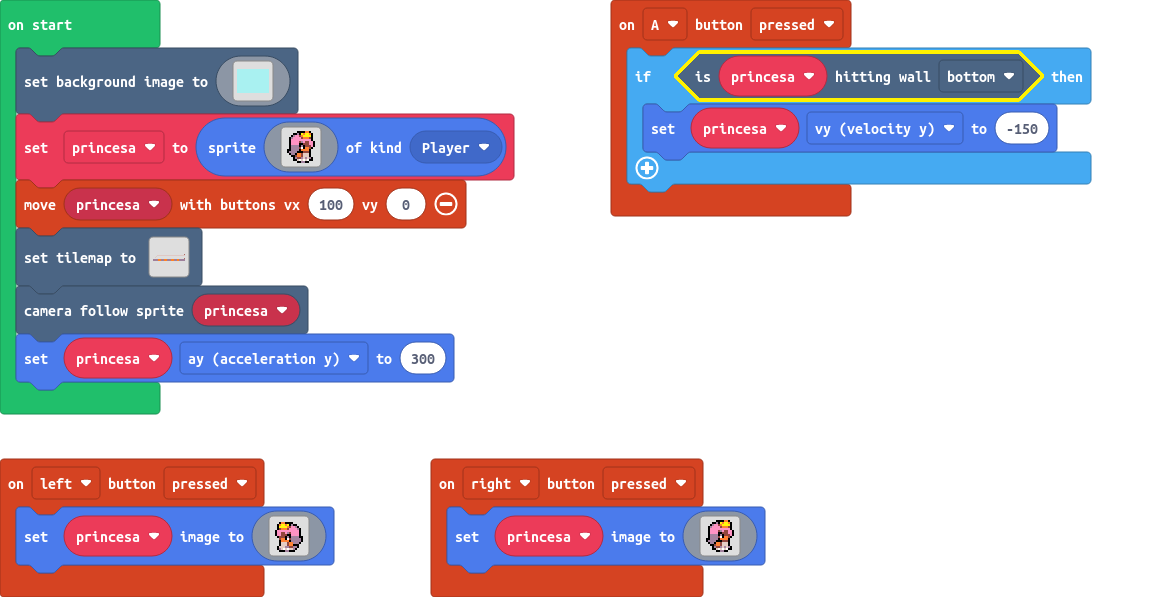 on start
set background image to
set princesa to sprite of kind Player
move princesa with buttons vx 100 vy 0
set tilemap to
camera follow sprite princesa
set princesa ay (acceleration y) to 300
on A button pressed
if is princesa hitting wall bottom then
set princesa vy (velocity y) to -150
on left button pressed
set princesa image to
on right button pressed
set princesa image to